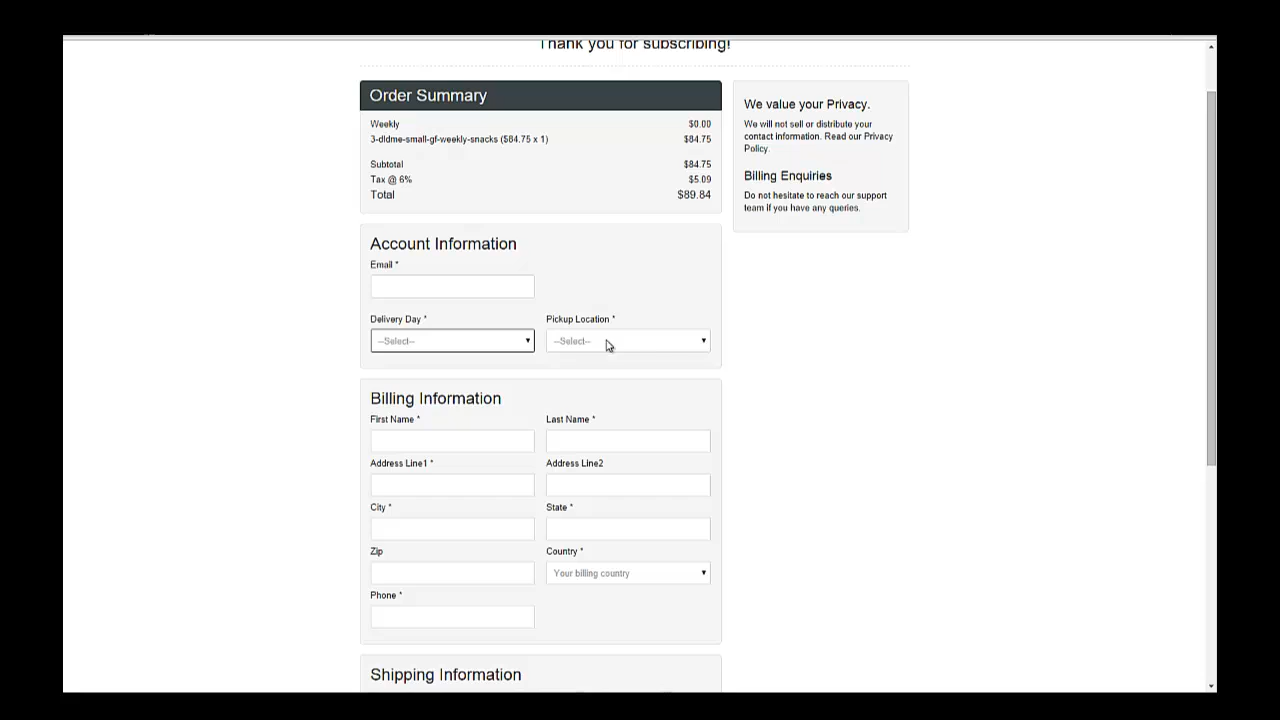 Thank you for subscribing!
Order Summary
Weekly $0.00
3-dldme-small-gf-weekly-snacks ($84.75 x 1) $84.75
Subtotal $84.75
Tax @ 6% $5.09
Total $89.84
We value your Privacy.
We will not sell or distribute your
contact information. Read our Privacy
Policy.
Billing Enquiries
Do not hesitate to reach our support
team if you have any queries.
Account Information
Email *
Delivery Day * Pickup Location *
--Select-- --Select--
Billing Information
First Name * Last Name *
Address Line1 * Address Line2
City * State *
Zip Country *
Your billing country
Phone *
Shipping Information